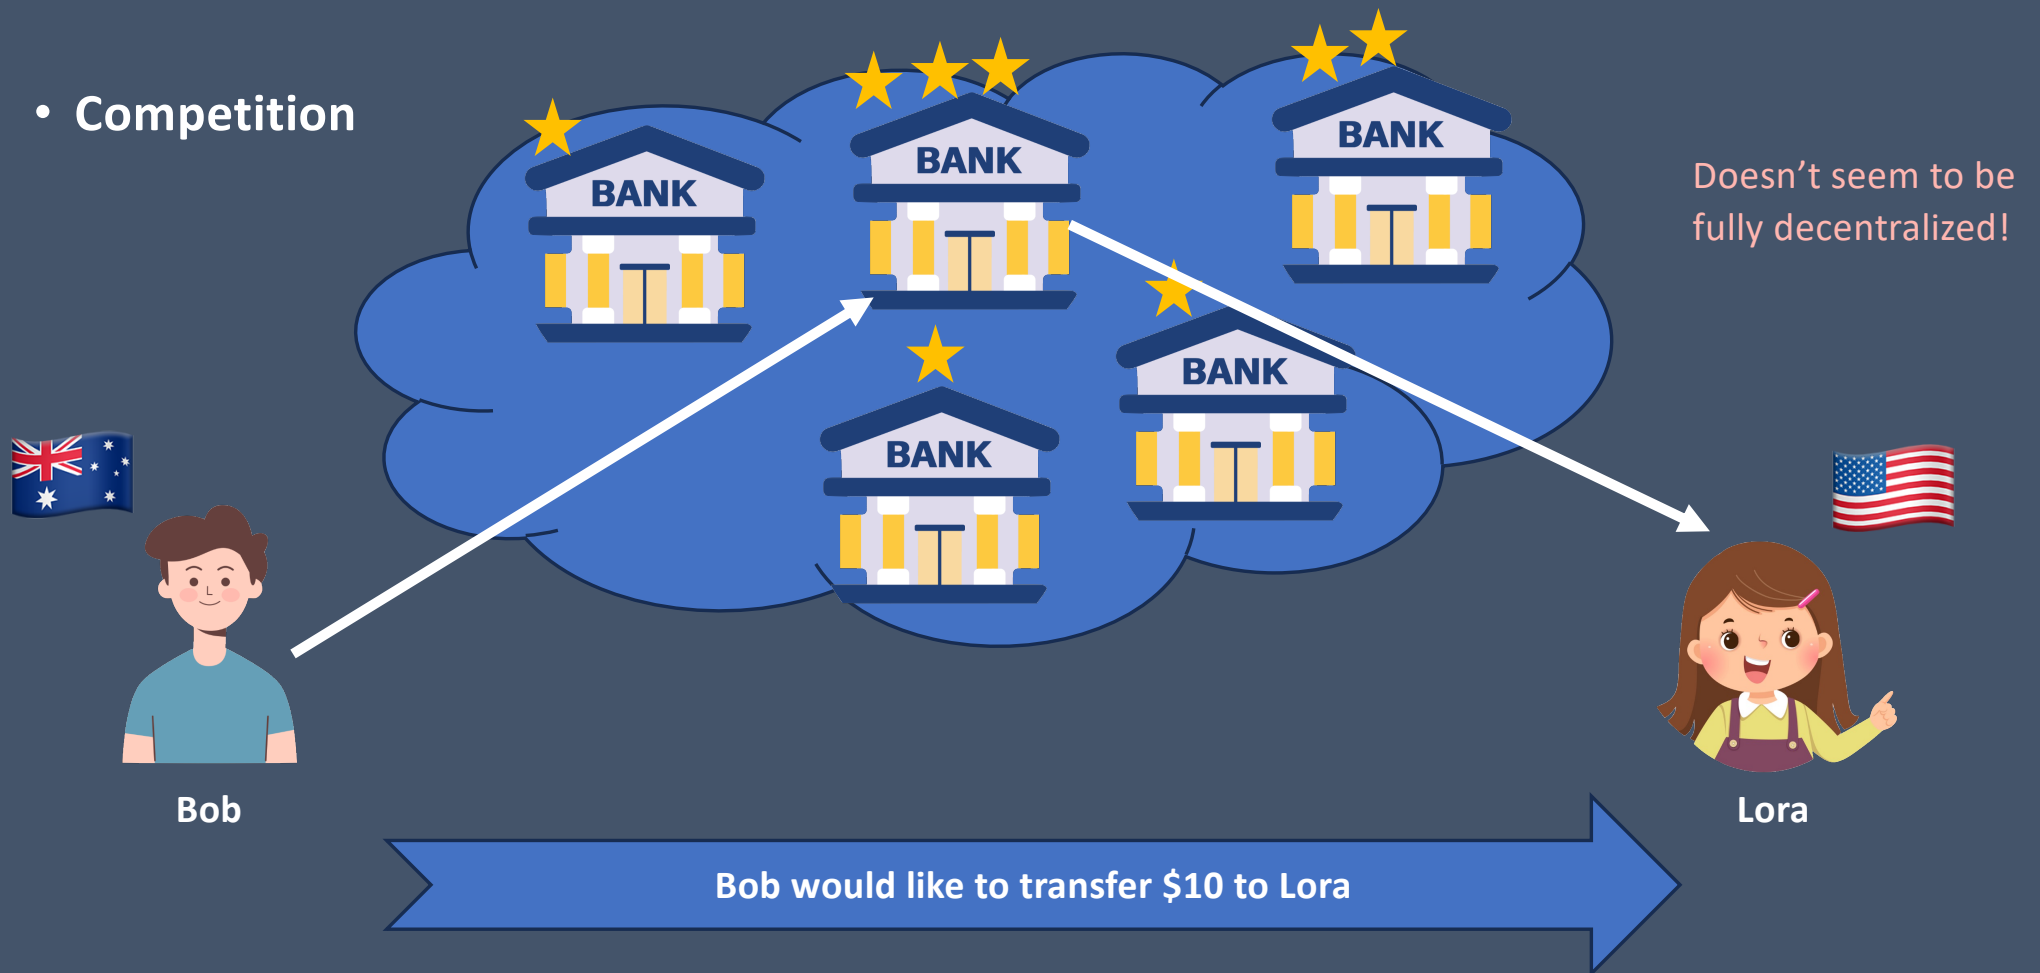 • Competition
BANK
BANK
BANK
Doesn’t seem to be
fully decentralized!
BANK
BANK
Bob
Lora
Bob would like to transfer $10 to Lora